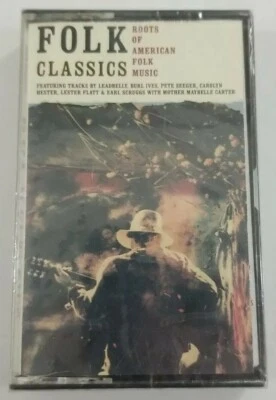 FOLK
CLASSICS
ROOTS
OF
AMERICAN
FOLK
MUSIC
FEATURING TRACKS BY LEADBELLY, BURL IVES, PETE SEEGER, CAROLYN
HESTER, LESTER FLATT & EARL SCRUGGS WITH MOTHER MAYBELLE CARTER